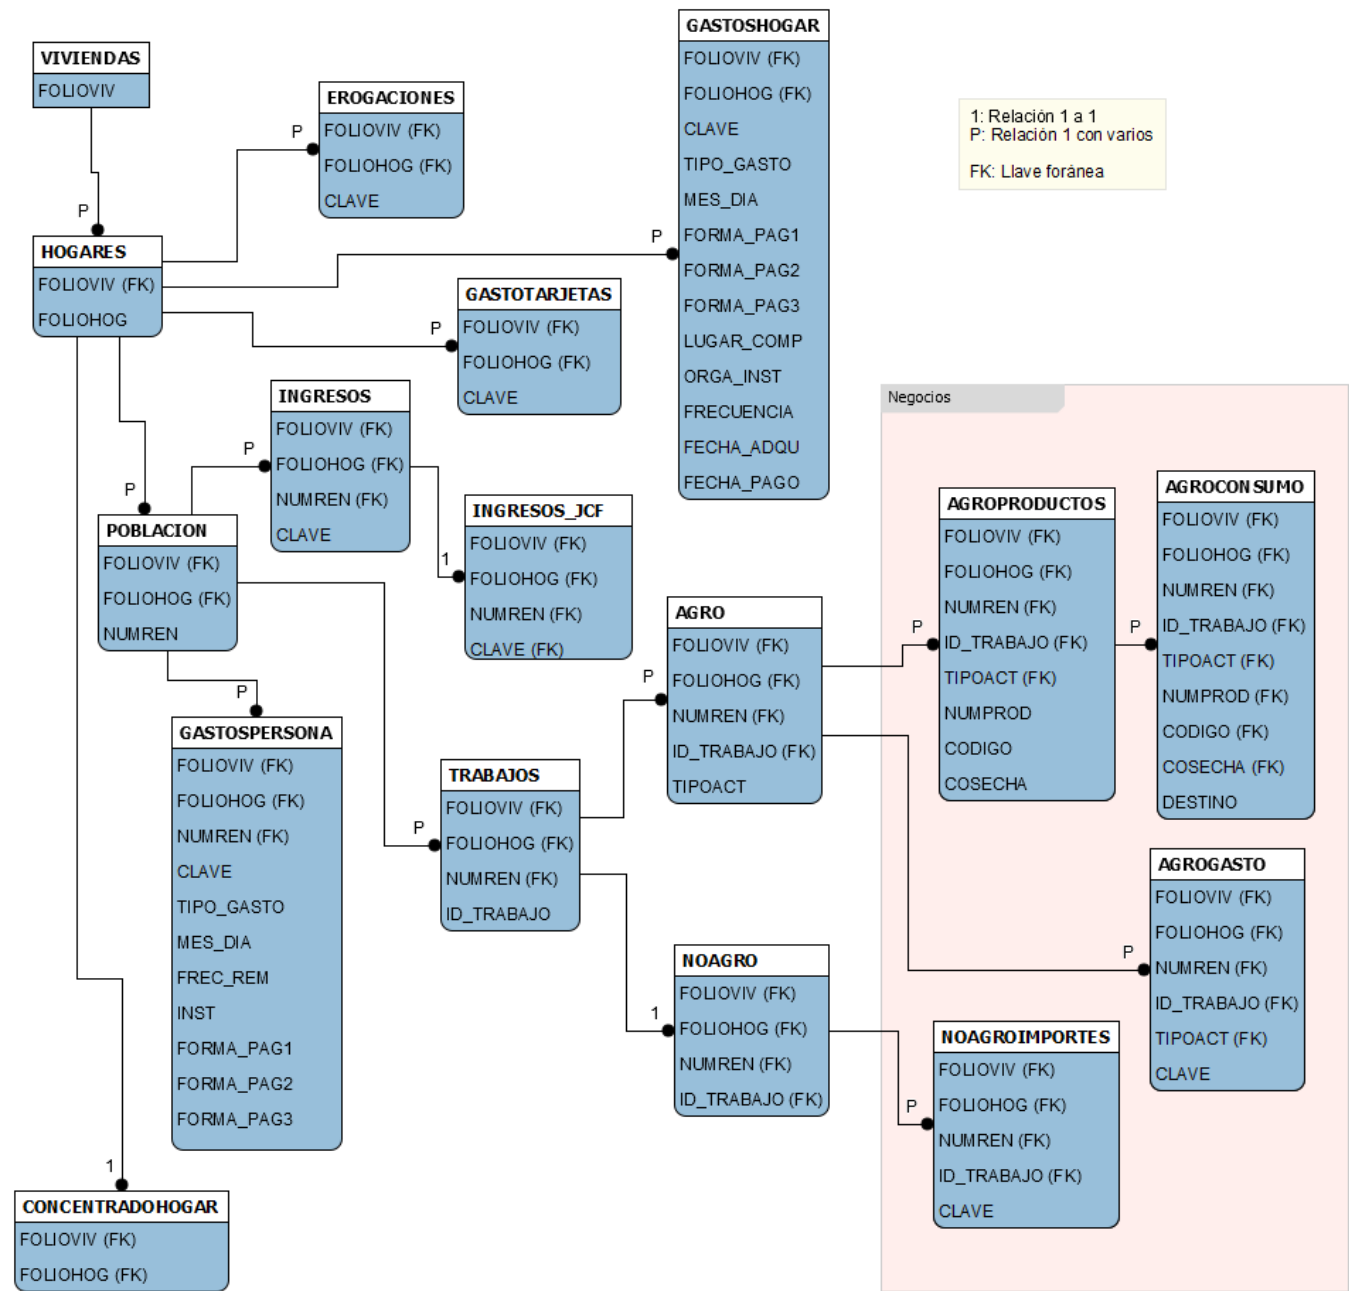 VIVIENDAS
FOLIOVIV
P
HOGARES
FOLIOVIV (FK)
FOLIOHOG
P
EROGACIONES
FOLIOVIV (FK)
FOLIOHOG (FK)
CLAVE
P
GASTOSHOGAR
FOLIOVIV (FK)
FOLIOHOG (FK)
CLAVE
TIPO_GASTO
MES_DIA
FORMA_PAG1
FORMA_PAG2
FORMA_PAG3
LUGAR_COMP
ORGA_INST
FRECUENCIA
FECHA_ADQU
FECHA_PAGO
1: Relación 1 a 1
P: Relación 1 con varios
FK: Llave foránea
P
GASTOTARJETAS
FOLIOVIV (FK)
FOLIOHOG (FK)
CLAVE
P
INGRESOS
FOLIOVIV (FK)
FOLIOHOG (FK)
NUMREN (FK)
CLAVE
1
INGRESOS_JCF
FOLIOVIV (FK)
FOLIOHOG (FK)
NUMREN (FK)
CLAVE (FK)
P
POBLACION
FOLIOVIV (FK)
FOLIOHOG (FK)
NUMREN
P
GASTOSPERSONA
FOLIOVIV (FK)
FOLIOHOG (FK)
NUMREN (FK)
CLAVE
TIPO_GASTO
MES_DIA
FREC_REM
INST
FORMA_PAG1
FORMA_PAG2
FORMA_PAG3
P
TRABAJOS
FOLIOVIV (FK)
FOLIOHOG (FK)
NUMREN (FK)
ID_TRABAJO
P
AGRO
FOLIOVIV (FK)
FOLIOHOG (FK)
NUMREN (FK)
ID_TRABAJO (FK)
TIPOACT
1
NOAGRO
FOLIOVIV (FK)
FOLIOHOG (FK)
NUMREN (FK)
ID_TRABAJO (FK)
Negocios
P
AGROPRODUCTOS
FOLIOVIV (FK)
FOLIOHOG (FK)
NUMREN (FK)
ID_TRABAJO (FK)
TIPOACT (FK)
NUMPROD
CODIGO
COSECHA
P
AGROCONSUMO
FOLIOVIV (FK)
FOLIOHOG (FK)
NUMREN (FK)
ID_TRABAJO (FK)
TIPOACT (FK)
NUMPROD (FK)
CODIGO (FK)
COSECHA (FK)
DESTINO
P
AGROGASTO
FOLIOVIV (FK)
FOLIOHOG (FK)
NUMREN (FK)
ID_TRABAJO (FK)
TIPOACT (FK)
CLAVE
P
NOAGROIMPORTES
FOLIOVIV (FK)
FOLIOHOG (FK)
NUMREN (FK)
ID_TRABAJO (FK)
CLAVE
1
CONCENTRADOHOGAR
FOLIOVIV (FK)
FOLIOHOG (FK)